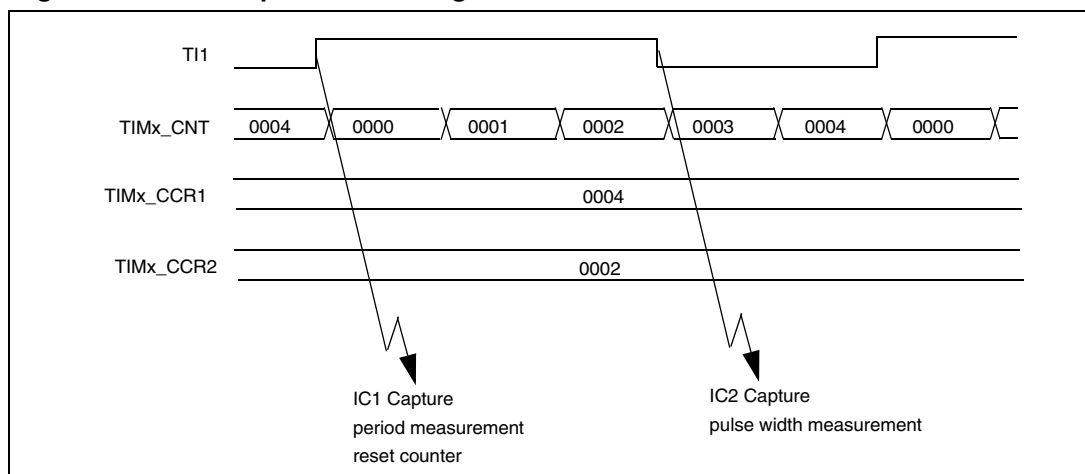 TI1
TIMx_CNT 0004 0000 0001 0002 0003 0004 0000
TIMx_CCR1 0004
TIMx_CCR2 0002
IC1 Capture
period measurement
reset counter
IC2 Capture
pulse width measurement